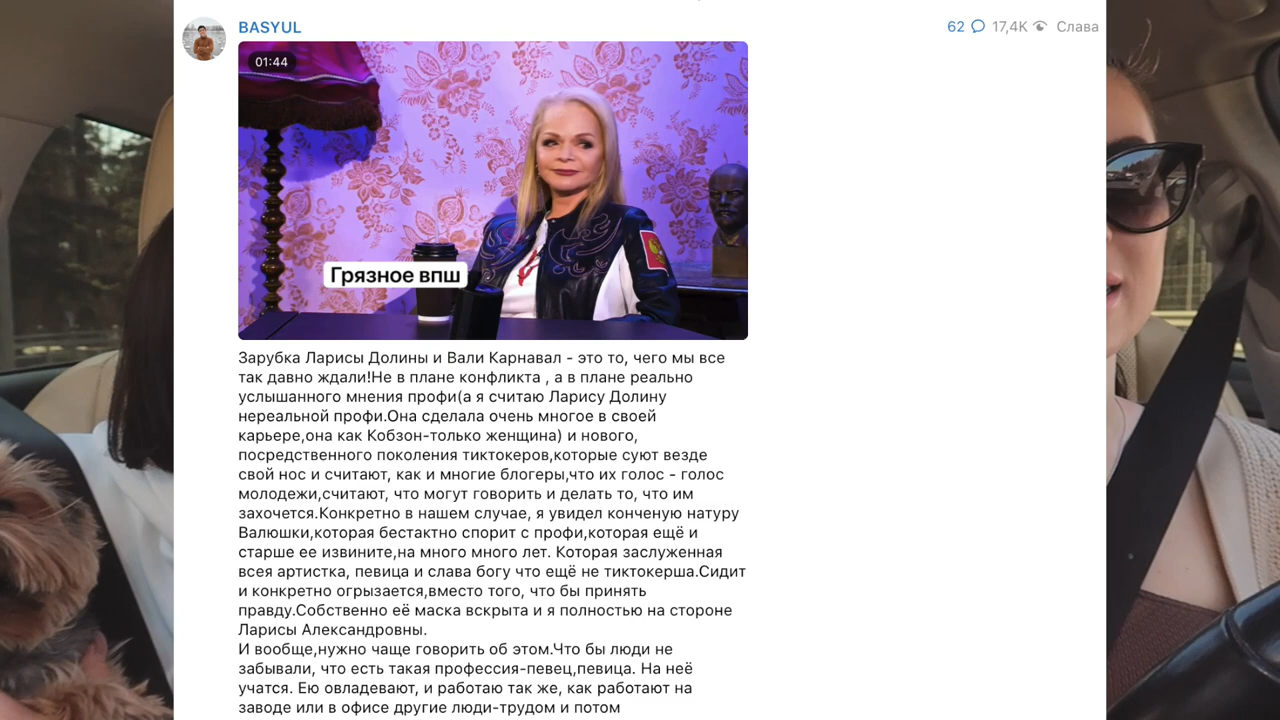 BASYUL
62 17,4K Слава
01:44
Грязное впш
Зарубка Ларисы Долины и Вали Карнавал - это то, чего мы все
так давно ждали!Не в плане конфликта , а в плане реально
услышанного мнения профи(а я считаю Ларису Долину
нереальной профи.Она сделала очень многое в своей
карьере,она как Кобзон-только женщина) и нового,
посредственного поколения тиктокеров,которые суют везде
свой нос и считают, как и многие блогеры,что их голос - голос
молодежи,считают, что могут говорить и делать то, что им
захочется.Конкретно в нашем случае, я увидел конченую натуру
Валюшки,которая бестактно спорит с профи,которая ещё и
старше ее извините,на много много лет. Которая заслуженная
всея артистка, певица и слава богу что ещё не тиктокерша.Сидит
и конкретно огрызается,вместо того, что бы принять
правду.Собственно её маска вскрыта и я полностью на стороне
Ларисы Александровны.
И вообще,нужно чаще говорить об этом.Что бы люди не
забывали, что есть такая профессия-певец,певица. На неё
учатся. Ею овладевают, и работаю так же, как работают на
заводе или в офисе другие люди-трудом и потом